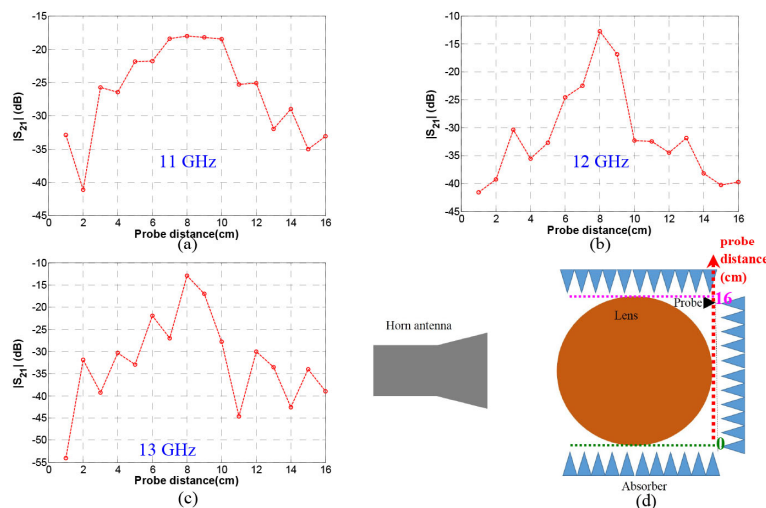 -15
-20
-25
-30
-35
-40
-45
|S21| (dB)
11 GHz
0 2 4 6 8 10 12 14 16
Probe distance(cm)
(a)
-10
-15
-20
-25
-30
-35
-40
-45
|S21| (dB)
12 GHz
0 2 4 6 8 10 12 14 16
Probe distance(cm)
(b)
-10
-15
-20
-25
-30
-35
-40
-45
-50
-55
|S21| (dB)
13 GHz
0 2 4 6 8 10 12 14 16
Probe distance(cm)
(c)
probe
distance
(cm)
16
Probe
Lens
Horn antenna
0
Absorber
(d)